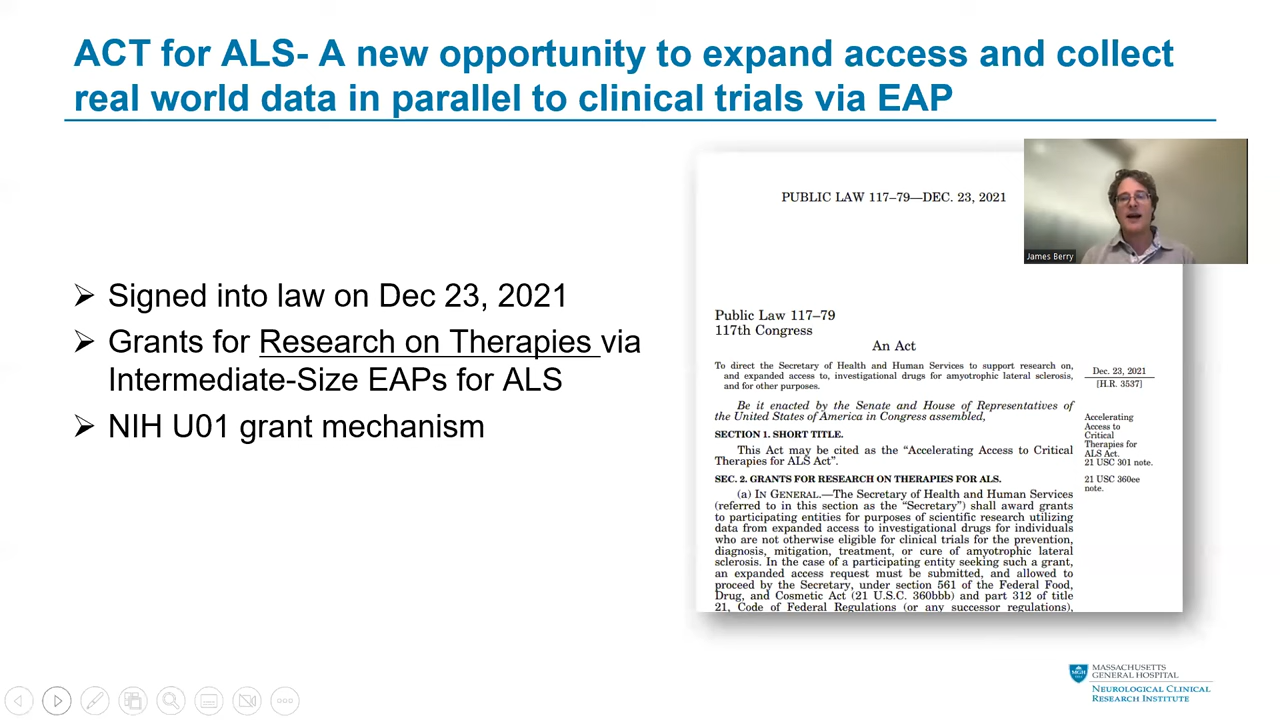 ACT for ALS- A new opportunity to expand access and collect
real world data in parallel to clinical trials via EAP
➢ Signed into law on Dec 23, 2021
➢ Grants for Research on Therapies via
Intermediate-Size EAPs for ALS
➢ NIH U01 grant mechanism
PUBLIC LAW 117–79—DEC. 23, 2021
James Berry
Public Law 117–79
117th Congress
An Act
To direct the Secretary of Health and Human Services to support research on,
and expanded access to, investigational drugs for amyotrophic lateral sclerosis,
and for other purposes.
Dec. 23, 2021
[H.R. 3537]
Be it enacted by the Senate and House of Representatives of
the United States of America in Congress assembled,
SECTION 1. SHORT TITLE.
This Act may be cited as the “Accelerating Access to Critical
Therapies for ALS Act”.
Accelerating
Access to
Critical
Therapies for
ALS Act.
21 USC 301 note.
SEC. 2. GRANTS FOR RESEARCH ON THERAPIES FOR ALS.
21 USC 360ee
note.
(a) IN GENERAL.—The Secretary of Health and Human Services
(referred to in this section as the “Secretary”) shall award grants
to participating entities for purposes of scientific research utilizing
data from expanded access to investigational drugs for individuals
who are not otherwise eligible for clinical trials for the prevention,
diagnosis, mitigation, treatment, or cure of amyotrophic lateral
sclerosis. In the case of a participating entity seeking such a grant,
an expanded access request must be submitted, and allowed to
proceed by the Secretary, under section 561 of the Federal Food,
Drug, and Cosmetic Act (21 U.S.C. 360bbb) and part 312 of title
21, Code of Federal Regulations (or any successor regulations),
MGH
MASSACHUSETTS
GENERAL HOSPITAL
NEUROLOGICAL CLINICAL
RESEARCH INSTITUTE